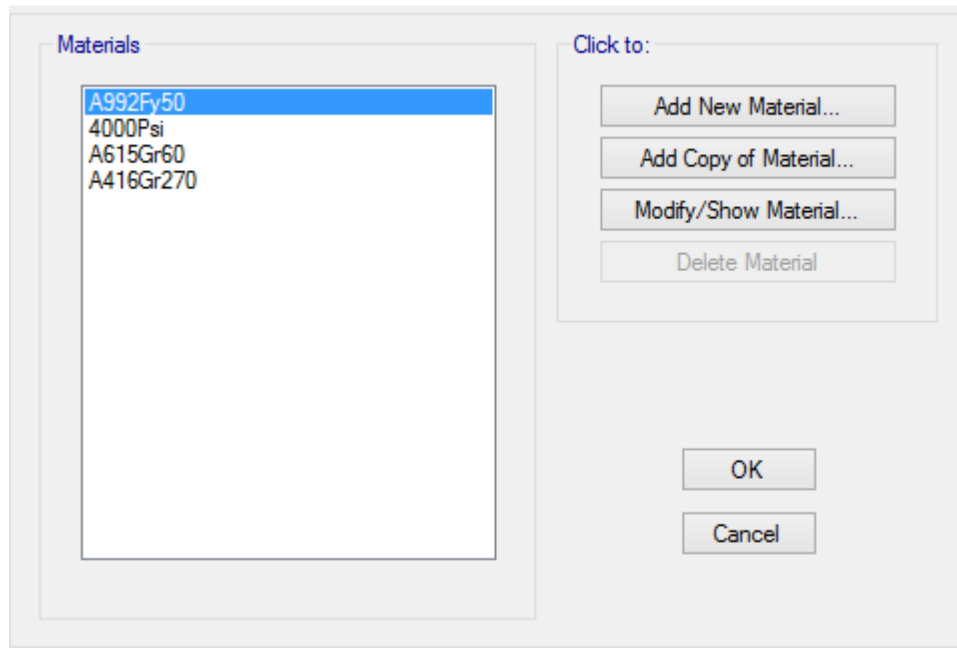 Materials
A992Fy50
4000Psi
A615Gr60
A416Gr270
Click to:
Add New Material...
Add Copy of Material...
Modify/Show Material...
Delete Material
OK
Cancel